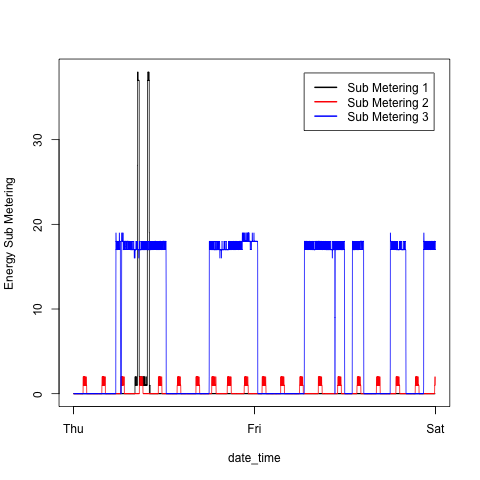 Sub Metering 1
Sub Metering 2
Sub Metering 3
Energy Sub Metering
30
20
10
0
Thu Fri Sat
date_time